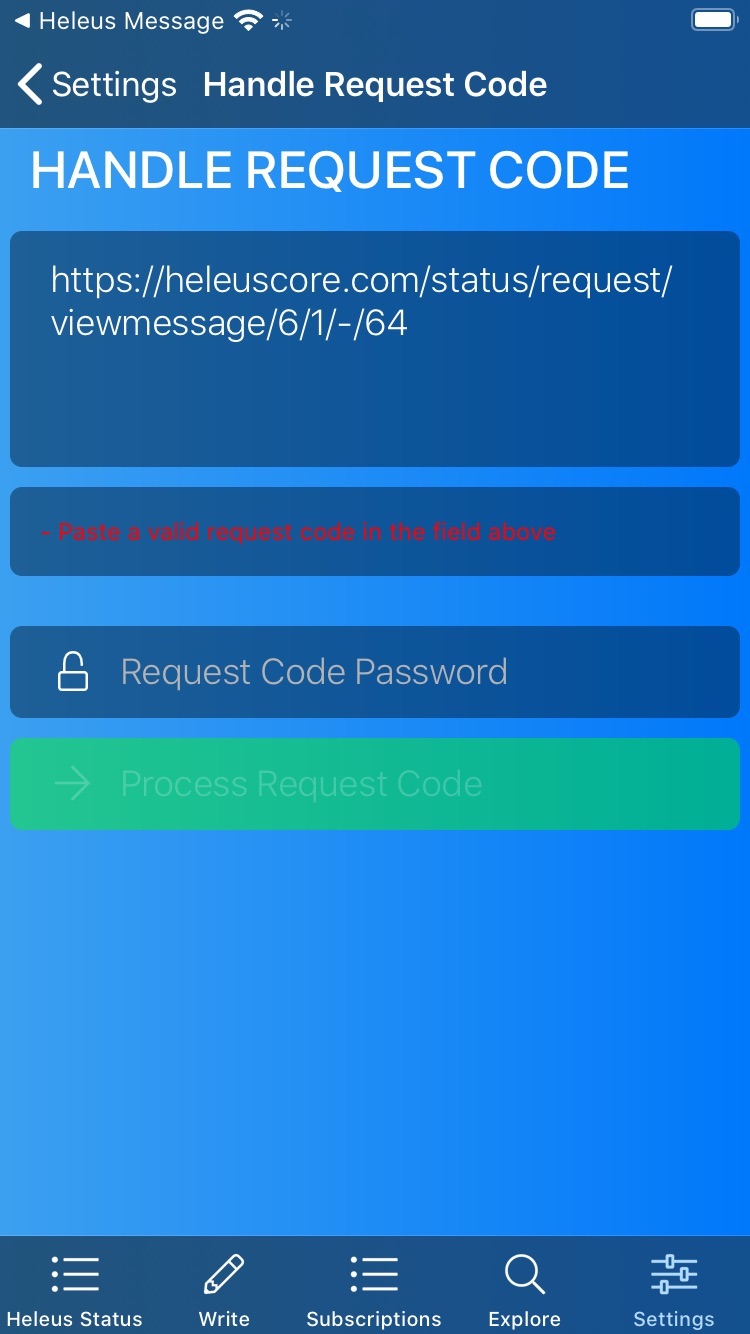 ◀ Heleus Message
Settings Handle Request Code
HANDLE REQUEST CODE
https://heleuscore.com/status/request/
viewmessage/6/1/-/64
- Paste a valid request code in the field above
Request Code Password
Process Request Code
Heleus Status Write Subscriptions Explore Settings